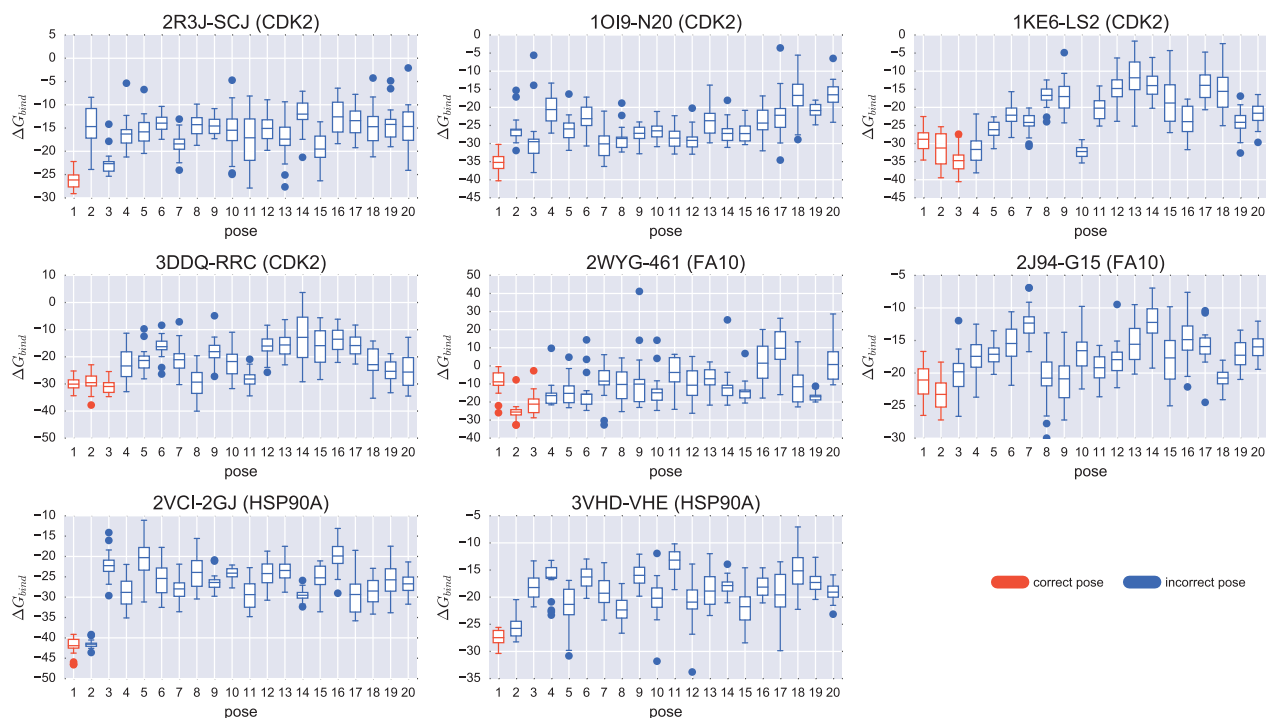 2R3J-SCJ (CDK2)
5
0
−5
−10
−15
−20
−25
−30
ΔG_bind
1 2 3 4 5 6 7 8 9 10 11 12 13 14 15 16 17 18 19 20
pose
1OI9-N20 (CDK2)
0
−5
−10
−15
−20
−25
−30
−35
−40
−45
ΔG_bind
1 2 3 4 5 6 7 8 9 10 11 12 13 14 15 16 17 18 19 20
pose
1KE6-LS2 (CDK2)
0
−5
−10
−15
−20
−25
−30
−35
−40
−45
ΔG_bind
1 2 3 4 5 6 7 8 9 10 11 12 13 14 15 16 17 18 19 20
pose
3DDQ-RRC (CDK2)
10
0
−10
−20
−30
−40
−50
ΔG_bind
1 2 3 4 5 6 7 8 9 10 11 12 13 14 15 16 17 18 19 20
pose
2WYG-461 (FA10)
50
40
30
20
10
0
−10
−20
−30
−40
ΔG_bind
1 2 3 4 5 6 7 8 9 10 11 12 13 14 15 16 17 18 19 20
pose
2J94-G15 (FA10)
−5
−10
−15
−20
−25
−30
ΔG_bind
1 2 3 4 5 6 7 8 9 10 11 12 13 14 15 16 17 18 19 20
pose
2VCI-2GJ (HSP90A)
−10
−15
−20
−25
−30
−35
−40
−45
−50
ΔG_bind
1 2 3 4 5 6 7 8 9 10 11 12 13 14 15 16 17 18 19 20
pose
3VHD-VHE (HSP90A)
−5
−10
−15
−20
−25
−30
−35
ΔG_bind
1 2 3 4 5 6 7 8 9 10 11 12 13 14 15 16 17 18 19 20
pose
correct pose
incorrect pose